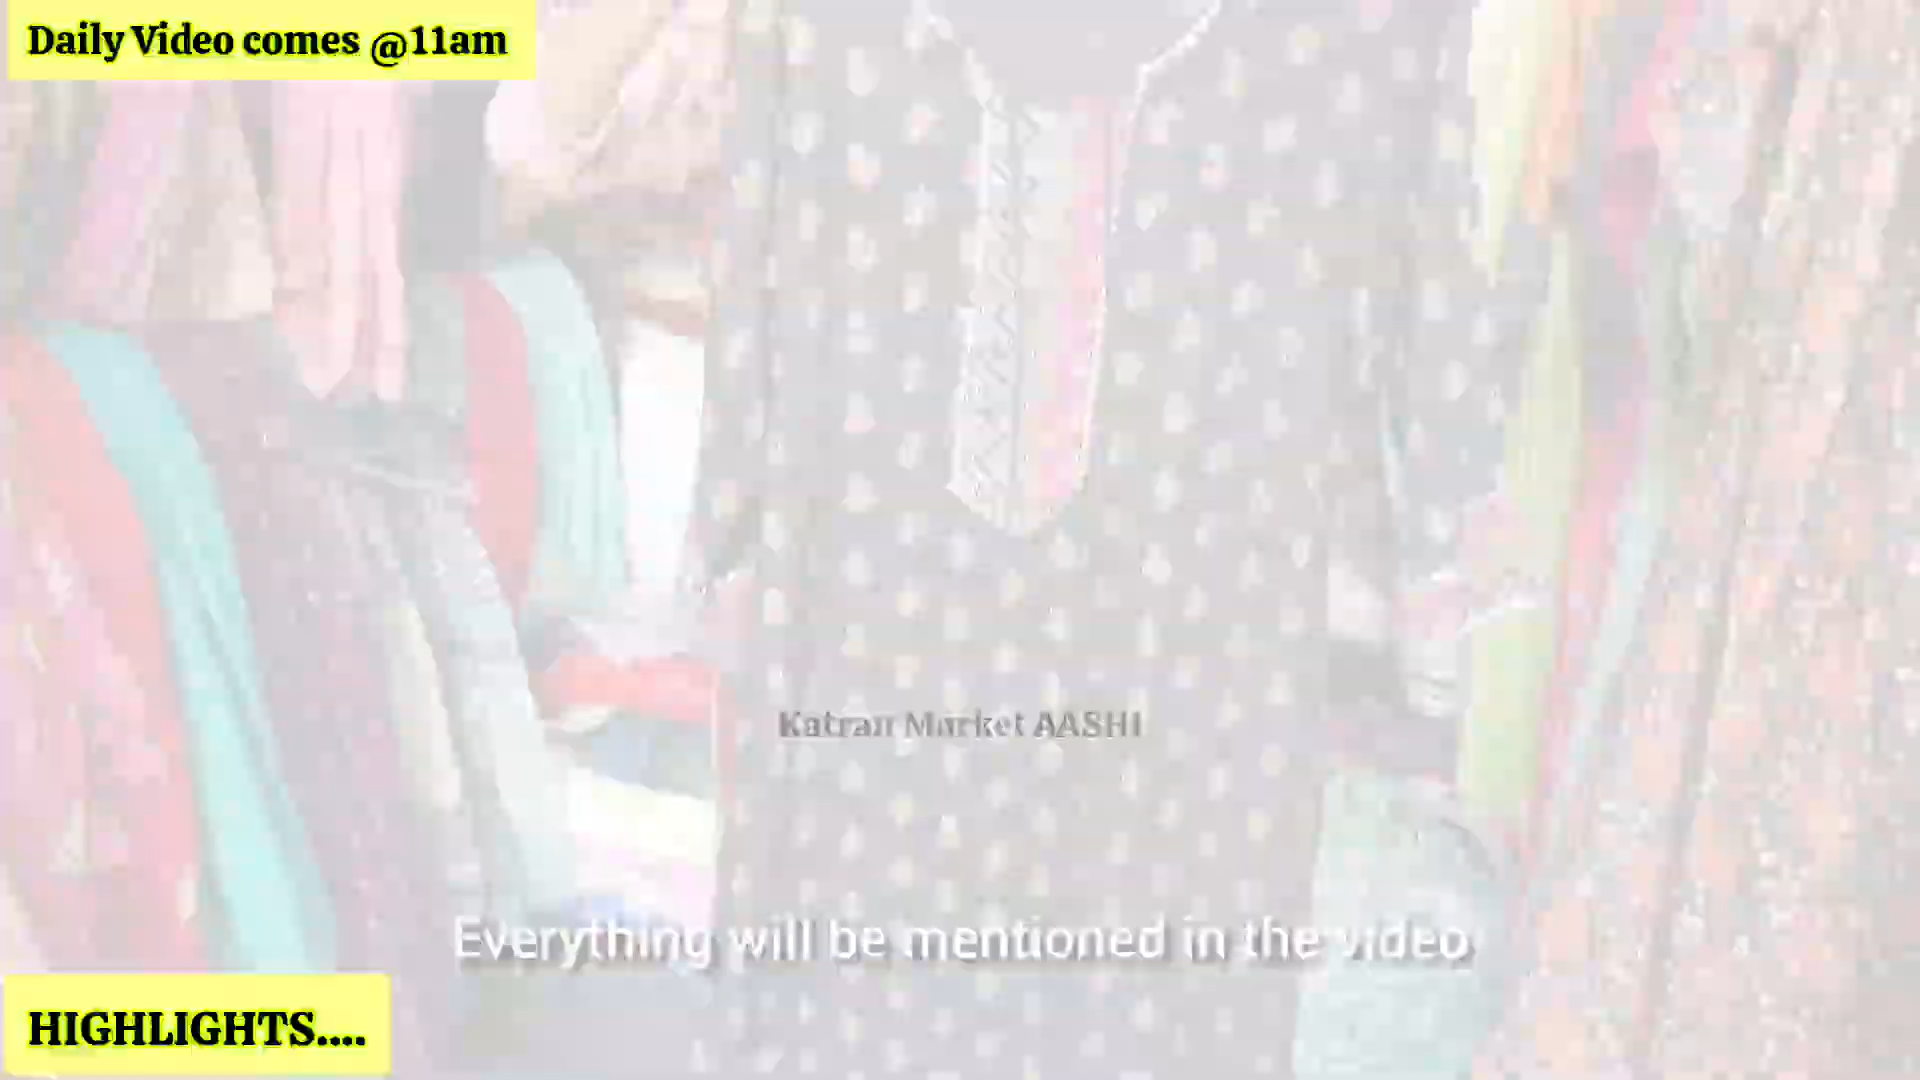 Daily Video comes @11am
Katran Market AASHI
Everything will be mentioned in the video
HIGHLIGHTS....